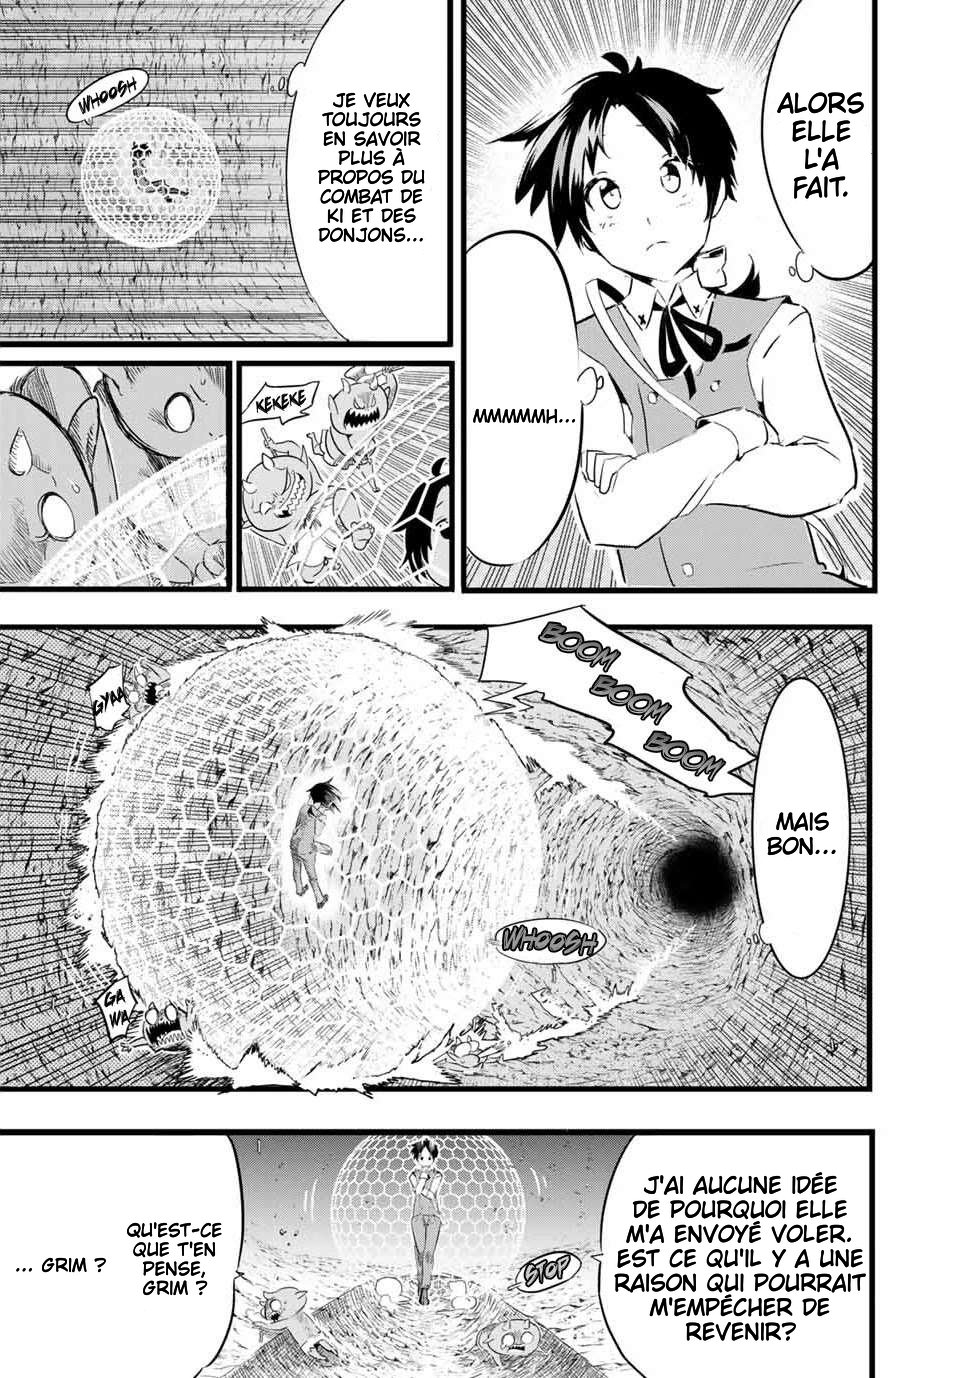 ALORS
ELLE
L'A
FAIT.
MMMMMH...
JE VEUX
TOUJOURS
EN SAVOIR
PLUS À
PROPOS DU
COMBAT DE
KI ET DES
DONJONS...
WHOOSH
KEKEKE
BOOM
BOOM
BOOM
MAIS
BON...
GYAA
WHOOSH
GA
WA
J'AI AUCUNE IDÉE
DE POURQUOI ELLE
M'A ENVOYÉ VOLER.
EST CE QU'IL Y A UNE
RAISON QUI POURRAIT
M'EMPÉCHER DE
REVENIR?
STOP
QU'EST-CE
QUE T'EN
PENSE,
GRIM ?
... GRIM ?